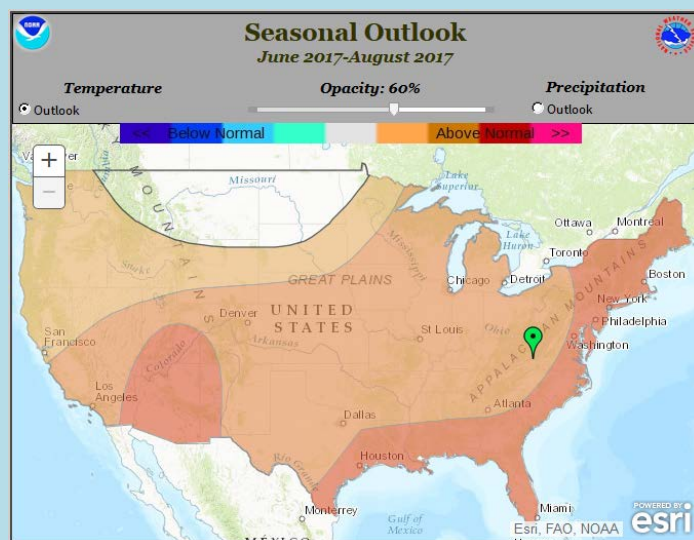 NOAA
Seasonal Outlook
June 2017-August 2017
Temperature
Opacity: 60%
Precipitation
Outlook
Outlook
<< Below Normal
Above Normal >>
+
−
Missouri
MOUNTAINS
Lake Superior
Ottawa
Montreal
Lake Huron
Toronto
Mississippi
GREAT PLAINS
Chicago
Detroit
Boston
New York
Philadelphia
Washington
APPALACHIAN MOUNTAINS
UNITED STATES
Denver
St Louis
Ohio
Arkansas
San Francisco
Colorado
Los Angeles
Dallas
Atlanta
Houston
Rio Grande
Monterrey
Gulf of Mexico
Miami
Esri, FAO, NOAA
POWERED BY
esri